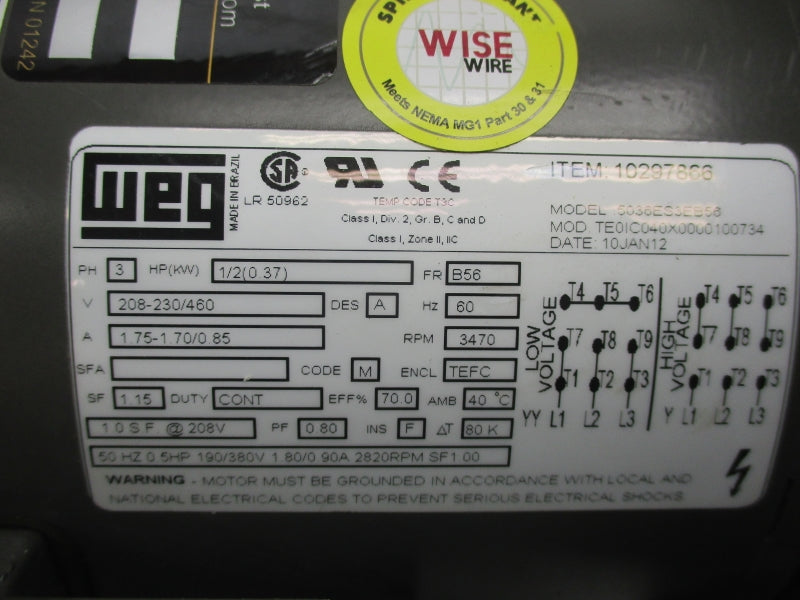 N 01242
st
om
WISE
WIRE
Meets NEMA MG1 Part 30 & 31
WEG
MADE IN BRAZIL
LR 50962
TEMP CODE T3C
Class I, Div. 2, Gr. B, C and D
Class I, Zone II, IIC
ITEM: 10297866
MODEL
MOD. TE0IC040X0000100734
DATE: 10JAN12
PH 3 HP(KW) 1/2(0.37) FR B56
V 208-230/460 DES A Hz 60
A 1.75-1.70/0.85 RPM 3470
SFA CODE M ENCL TEFC
SF 1.15 DUTY CONT EFF% 70.0 AMB 40 °C
1.0 S.F. @ 208V PF 0.80 INS F ΔT 80 K
50 HZ 0.5HP 190/380V 1.80/0.90A 2820RPM SF1.00
LOW VOLTAGE
T4 T5 T6
T7 T8 T9
T1 T2 T3
YY L1 L2 L3
HIGH VOLTAGE
T4 T5 T6
T7 T8 T9
T1 T2 T3
Y L1 L2 L3
WARNING - MOTOR MUST BE GROUNDED IN ACCORDANCE WITH LOCAL AND
NATIONAL ELECTRICAL CODES TO PREVENT SERIOUS ELECTRICAL SHOCKS.